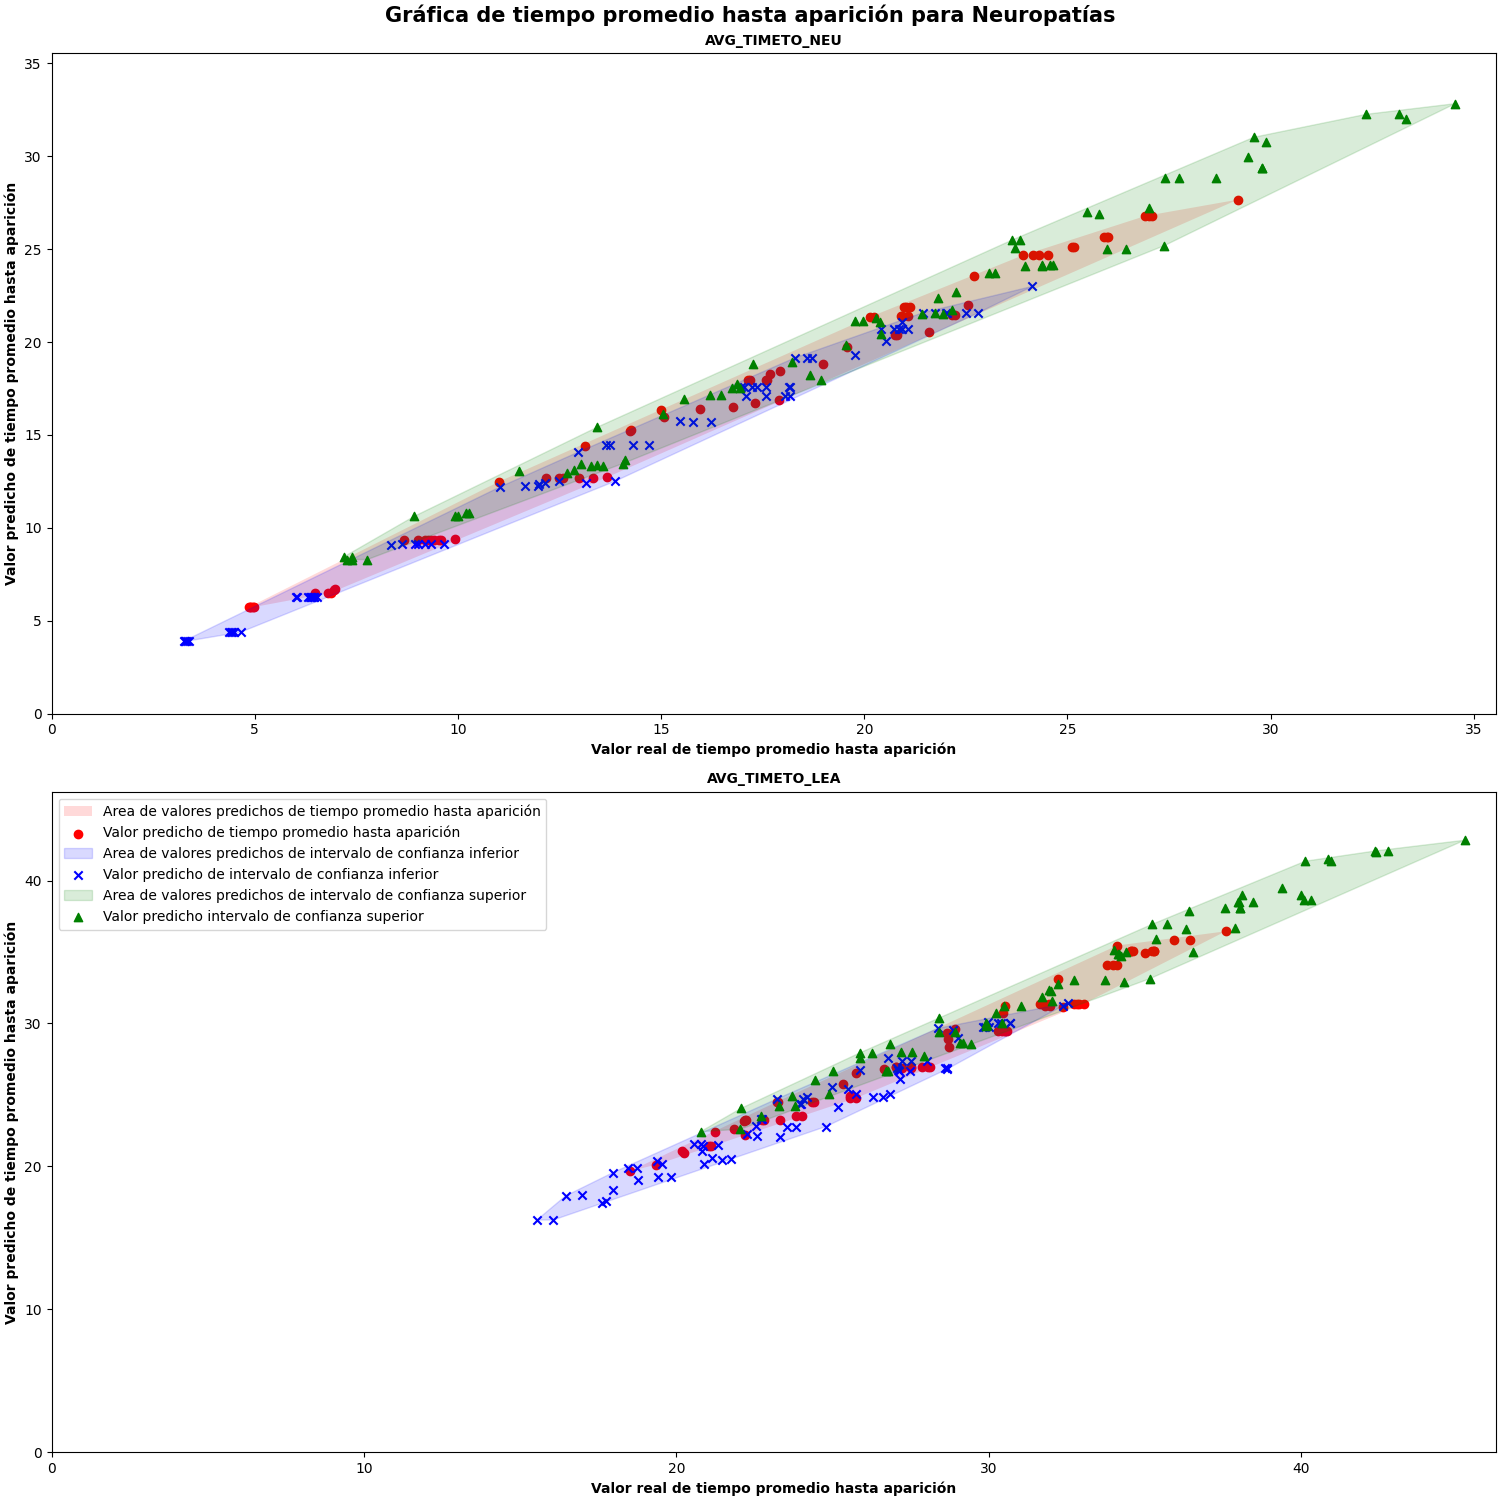 Gráfica de tiempo promedio hasta aparición para Neuropatías
AVG_TIMETO_NEU
Valor predicho de tiempo promedio hasta aparición
35
30
25
20
15
10
5
0
0 5 10 15 20 25 30 35
Valor real de tiempo promedio hasta aparición
AVG_TIMETO_LEA
Area de valores predichos de tiempo promedio hasta aparición
Valor predicho de tiempo promedio hasta aparición
Area de valores predichos de intervalo de confianza inferior
Valor predicho de intervalo de confianza inferior
Area de valores predichos de intervalo de confianza superior
Valor predicho intervalo de confianza superior
Valor predicho de tiempo promedio hasta aparición
40
30
20
10
0
0 10 20 30 40
Valor real de tiempo promedio hasta aparición